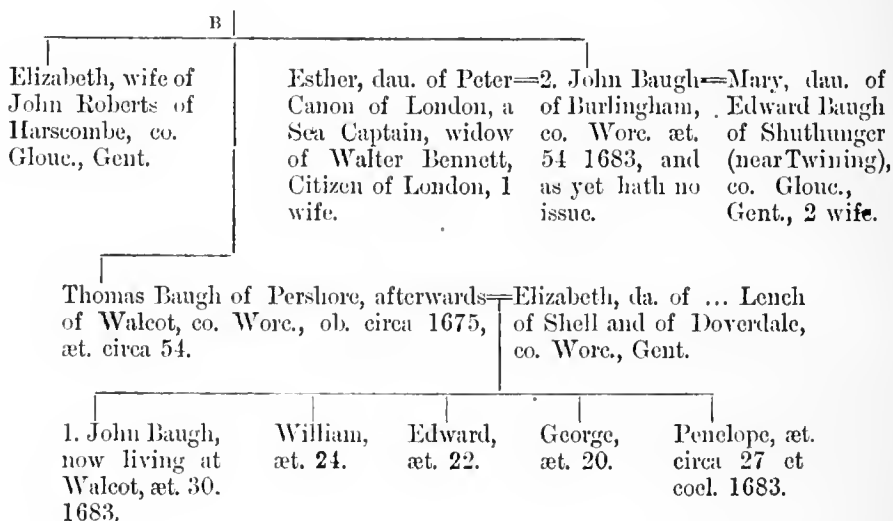 B
Elizabeth, wife of
John Roberts of
Harscombe, co.
Glouc., Gent.
Esther, dau. of Peter
Canon of London, a
Sea Captain, widow
of Walter Bennett,
Citizen of London, 1
wife.
=2. John Baugh=
of Burlingham,
co. Worc. æt.
54 1683, and
as yet hath no
issue.
Mary, dau. of
Edward Baugh
of Shuthunger
(near Twining),
co. Glouc.,
Gent., 2 wife.
Thomas Baugh of Pershore, afterwards=
of Walcot, co. Worc., ob. circa 1675,
æt. circa 54.
Elizabeth, da. of ... Lench
of Shell and of Doverdale,
co. Worc., Gent.
1. John Baugh,
now living at
Walcot, æt. 30.
1683.
William,
æt. 24.
Edward,
æt. 22.
George,
æt. 20.
Penelope, æt.
circa 27 et
cœl. 1683.